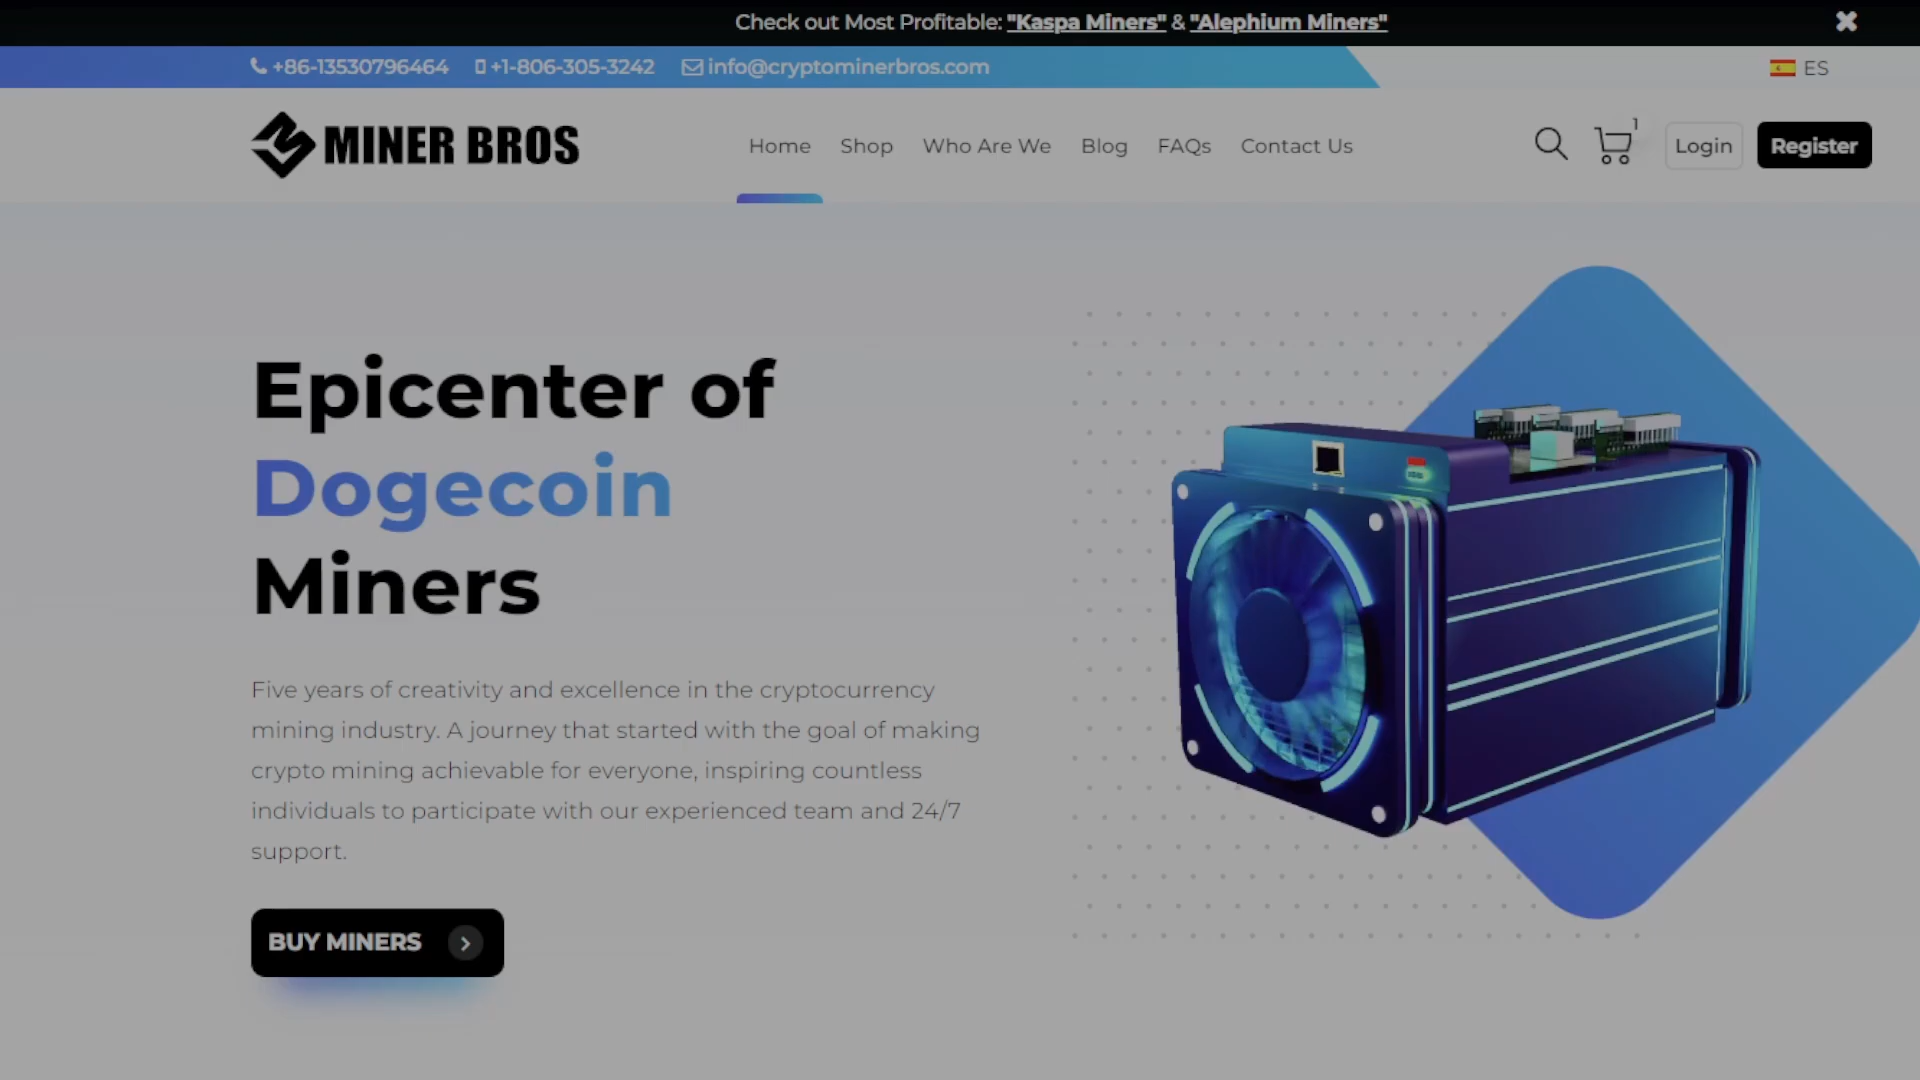 Check out Most Profitable: "Kaspa Miners" & "Alephium Miners"
+86-13530796464 +1-806-305-3242 info@cryptominerbros.com ES
MINER BROS Home Shop Who Are We Blog FAQs Contact Us 1 Login Register
Epicenter of
Dogecoin
Miners
Five years of creativity and excellence in the cryptocurrency
mining industry. A journey that started with the goal of making
crypto mining achievable for everyone, inspiring countless
individuals to participate with our experienced team and 24/7
support.
BUY MINERS